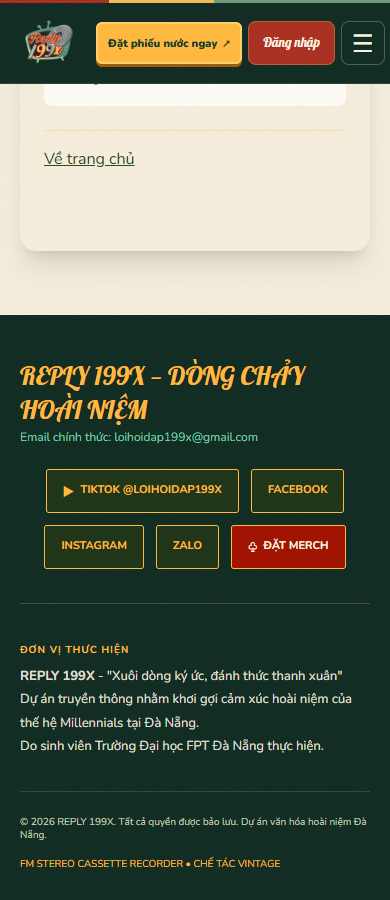 Reply
199x
Đặt phiếu nước ngay ↗
Đăng nhập
Về trang chủ
REPLY 199X – DÒNG CHẢY
HOÀI NIỆM
Email chính thức: loihoidap199x@gmail.com
▶ TIKTOK @LOIHOIDAP199X
FACEBOOK
INSTAGRAM
ZALO
♧ ĐẶT MERCH
ĐƠN VỊ THỰC HIỆN
REPLY 199X - "Xuôi dòng ký ức, đánh thức thanh xuân"
Dự án truyền thông nhằm khơi gợi cảm xúc hoài niệm của
thế hệ Millennials tại Đà Nẵng.
Do sinh viên Trường Đại học FPT Đà Nẵng thực hiện.
© 2026 REPLY 199X. Tất cả quyền được bảo lưu. Dự án văn hóa hoài niệm Đà
Nẵng.
FM STEREO CASSETTE RECORDER • CHẾ TÁC VINTAGE